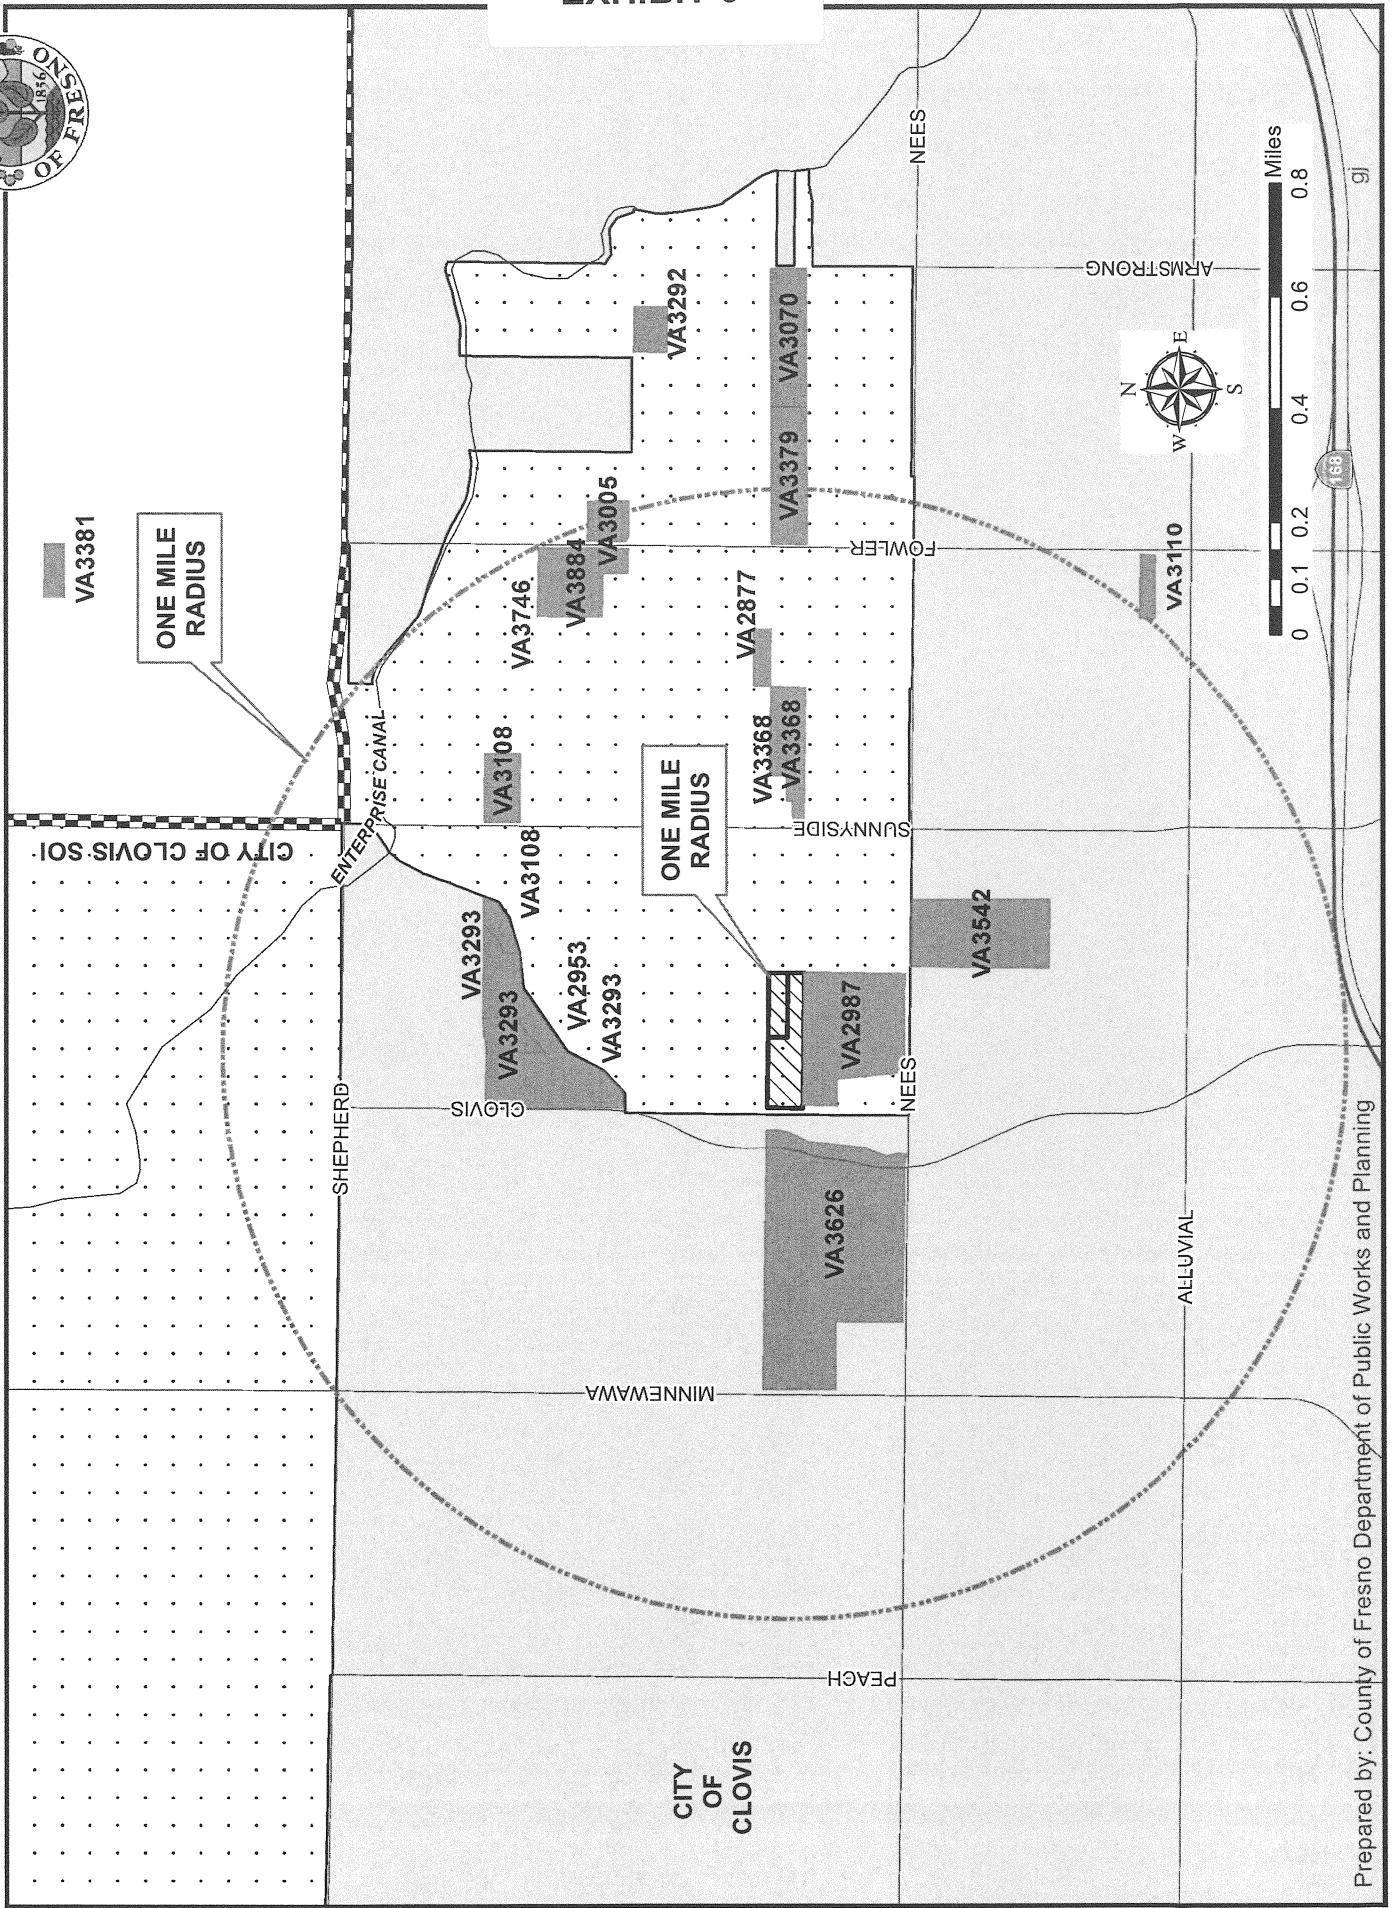 EXHIBIT
OF FRESNO
1856
VA3381
ONE MILE
RADIUS
CITY OF CLOVIS SOI
ENTERPRISE CANAL
SHEPHERD
VA3293
VA3293
CLOVIS
VA3108
VA3108
VA2953
VA3293
VA3746
VA3884
VA3005
VA3292
VA2877
VA3368
VA3368
VA3379
VA3070
ONE MILE
RADIUS
SUNNYSIDE
FOWLER
ARMSTRONG
NEES
VA2987
NEES
VA3542
VA3626
MINNEWAWA
PEACH
CITY
OF
CLOVIS
ALLUVIAL
VA3110
N
W
E
S
Miles
0 0.1 0.2 0.4 0.6 0.8
168
gj
Prepared by: County of Fresno Department of Public Works and Planning